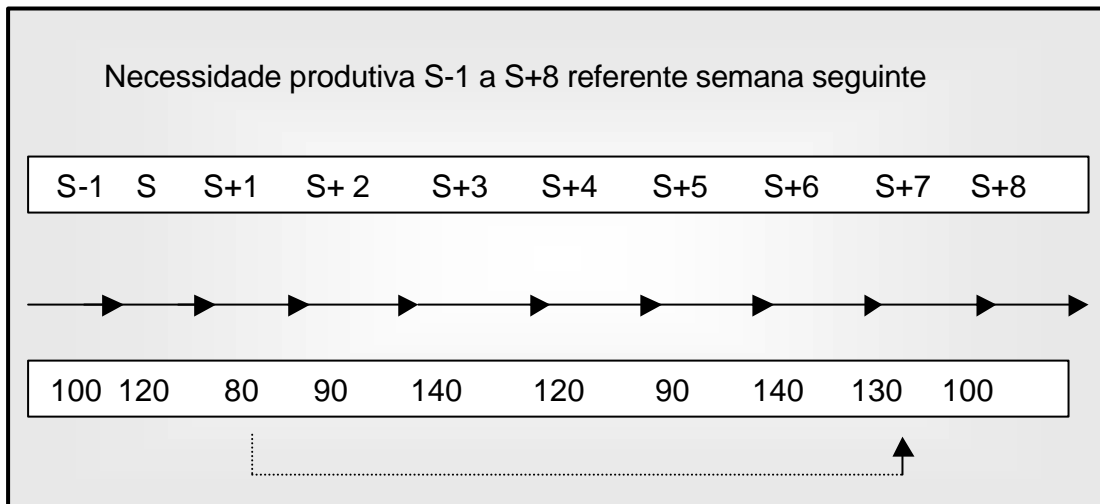 Necessidade produtiva S-1 a S+8 referente semana seguinte
S-1 S S+1 S+ 2 S+3 S+4 S+5 S+6 S+7 S+8
100 120 80 90 140 120 90 140 130 100